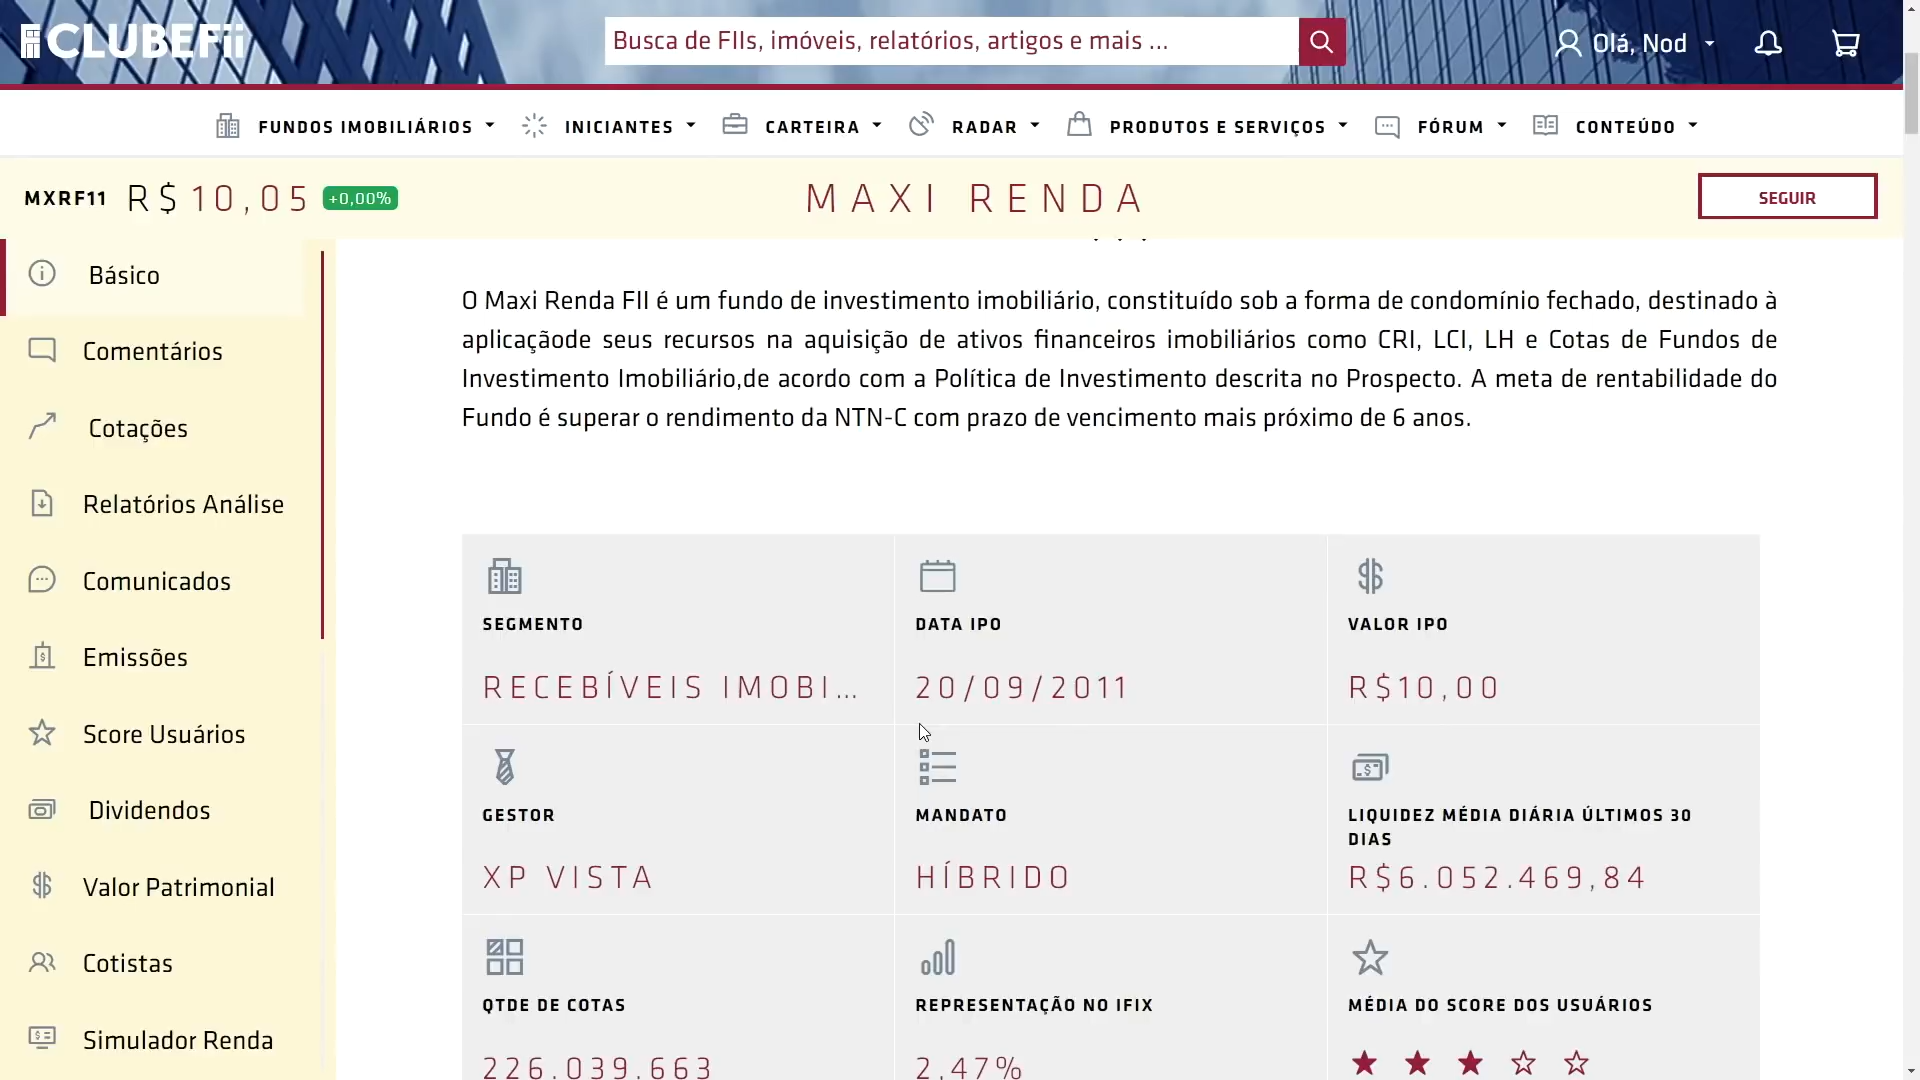 CLUBEFii
Busca de FIIs, imóveis, relatórios, artigos e mais ...
Olá, Nod
FUNDOS IMOBILIÁRIOS
INICIANTES
CARTEIRA
RADAR
PRODUTOS E SERVIÇOS
FÓRUM
CONTEÚDO
MXRF11 R$ 10,05 +0,00%
MAXI RENDA
SEGUIR
Básico
Comentários
Cotações
Relatórios Análise
Comunicados
Emissões
Score Usuários
Dividendos
Valor Patrimonial
Cotistas
Simulador Renda
O Maxi Renda FII é um fundo de investimento imobiliário, constituído sob a forma de condomínio fechado, destinado à
aplicaçãode seus recursos na aquisição de ativos financeiros imobiliários como CRI, LCI, LH e Cotas de Fundos de
Investimento Imobiliário,de acordo com a Política de Investimento descrita no Prospecto. A meta de rentabilidade do
Fundo é superar o rendimento da NTN-C com prazo de vencimento mais próximo de 6 anos.
SEGMENTO
RECEBÍVEIS IMOBI...
DATA IPO
20/09/2011
VALOR IPO
R$10,00
GESTOR
XP VISTA
MANDATO
HÍBRIDO
LIQUIDEZ MÉDIA DIÁRIA ÚLTIMOS 30
DIAS
R$6.052.469,84
QTDE DE COTAS
226.039.663
REPRESENTAÇÃO NO IFIX
2,47%
MÉDIA DO SCORE DOS USUÁRIOS